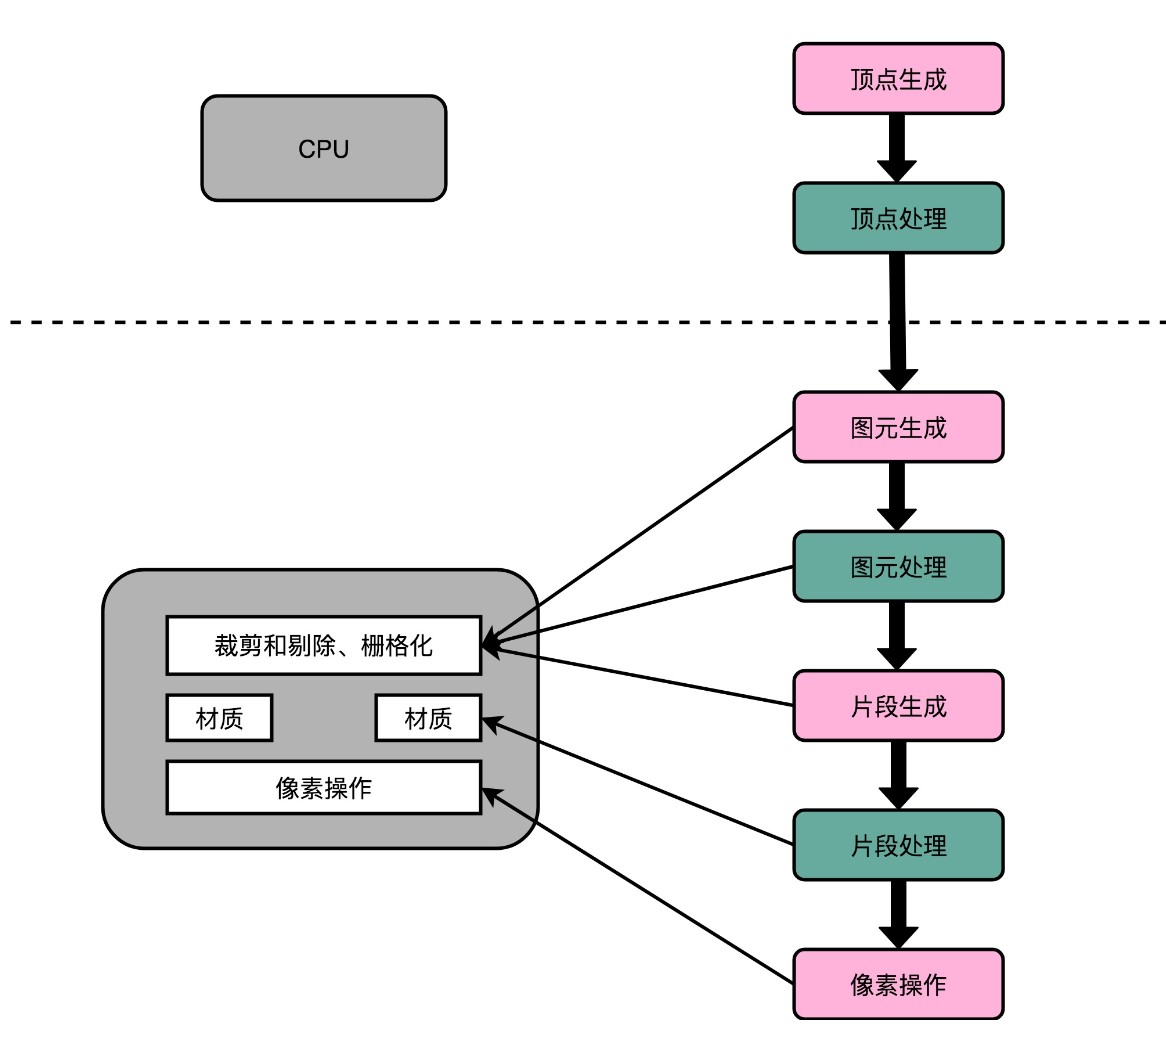 CPU
顶点生成
顶点处理
图元生成
图元处理
片段生成
片段处理
像素操作
裁剪和剔除、栅格化
材质
材质
像素操作